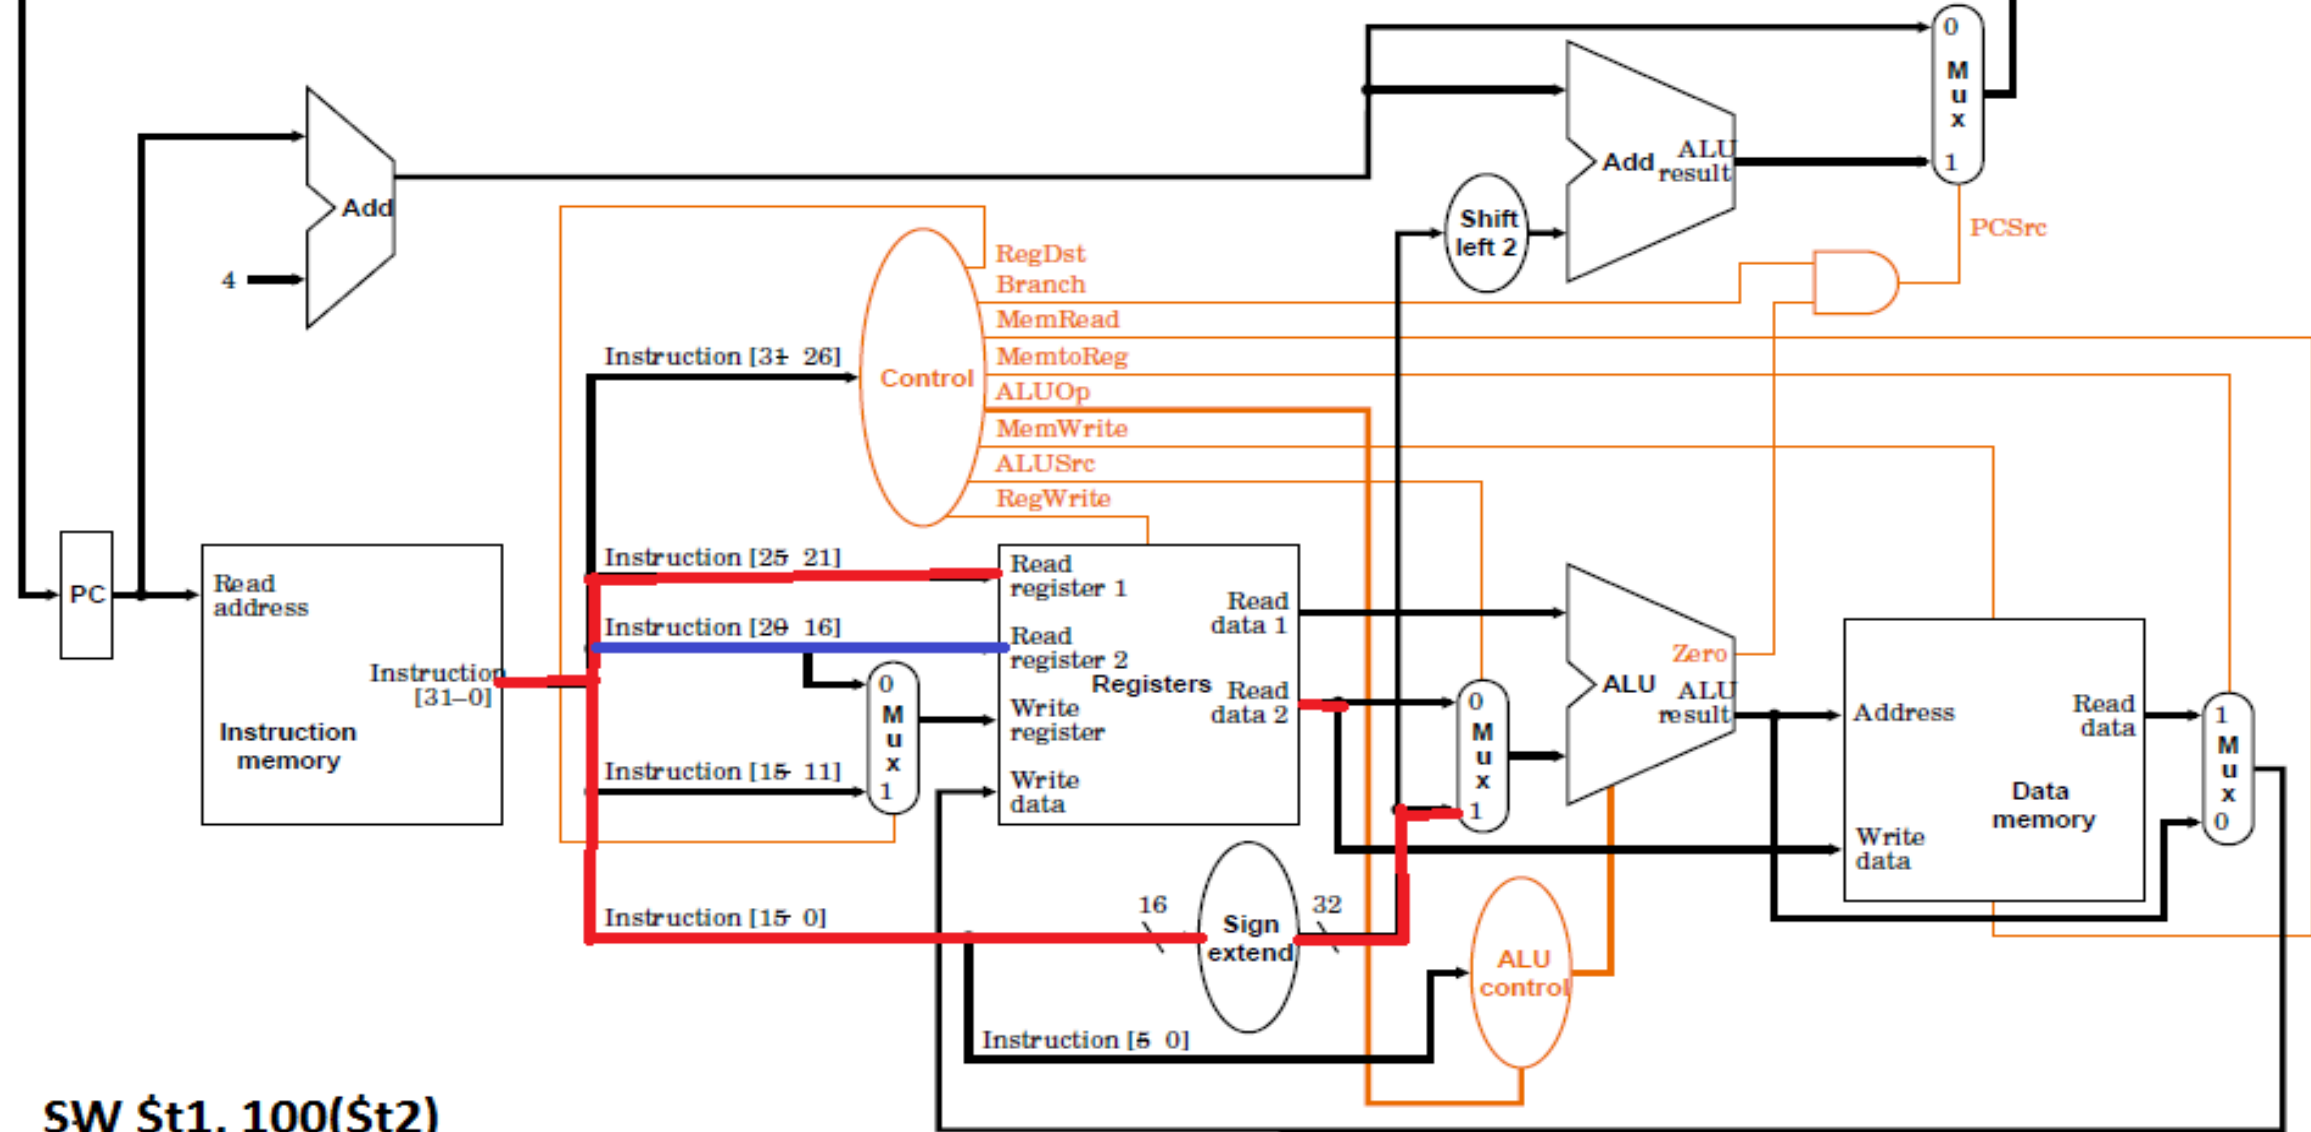 0
M
u
x
1
Add
ALU
result
Add
Shift
left 2
PCSrc
4
RegDst
Branch
MemRead
MemtoReg
ALUOp
MemWrite
ALUSrc
RegWrite
Control
Instruction [31 26]
Instruction [25 21]
Instruction [20 16]
Instruction [15 11]
Instruction [15 0]
Instruction [5 0]
PC
Read
address
Instruction
[31–0]
Instruction
memory
0
M
u
x
1
Read
register 1
Read
register 2
Write
register
Write
data
Registers
Read
data 1
Read
data 2
0
M
u
x
1
Zero
ALU
ALU
result
Address
Read
data
Data
memory
Write
data
1
M
u
x
0
16
Sign
extend
32
ALU
control
SW $t1, 100($t2)